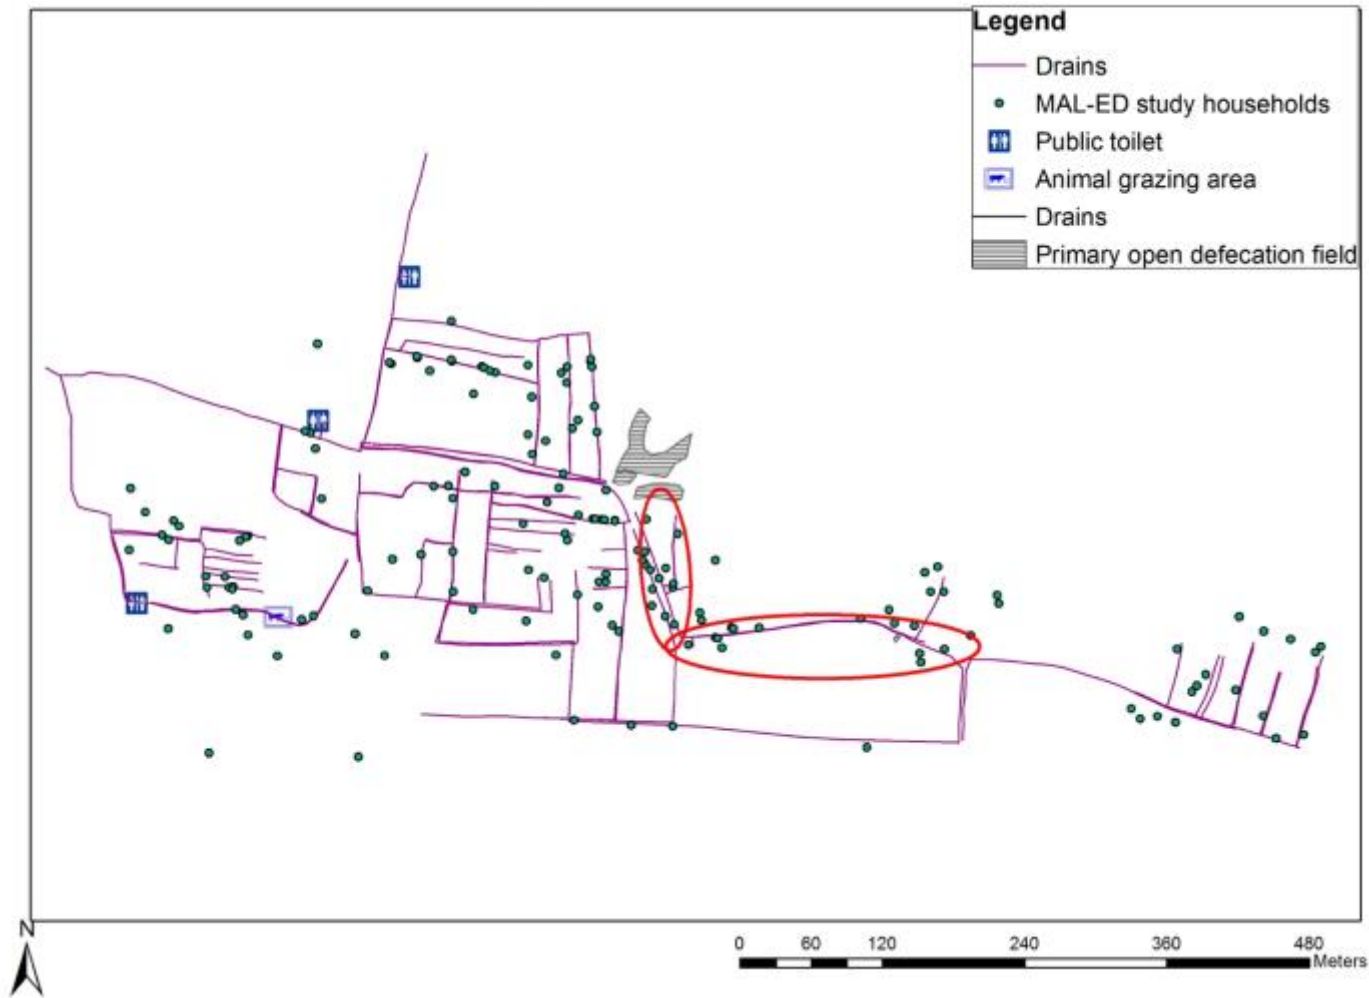 Legend
Drains
MAL-ED study households
Public toilet
Animal grazing area
Drains
Primary open defecation field
N
0 60 120 240 360 480
Meters